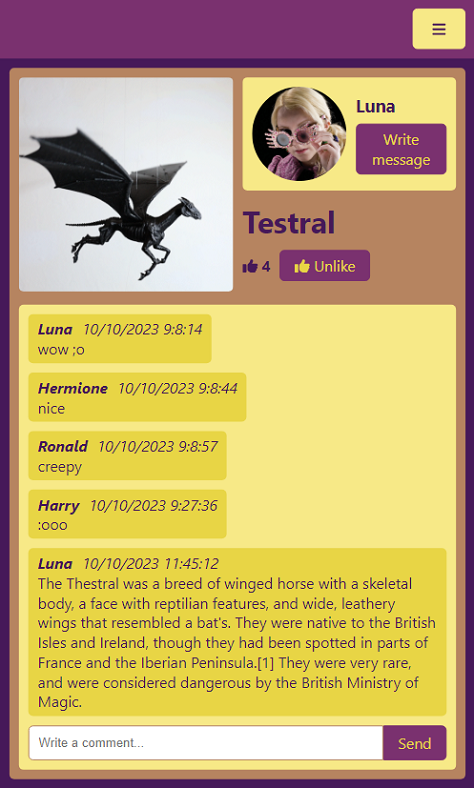 Luna
Write
message
Testral
4 Unlike
Luna 10/10/2023 9:8:14
wow ;o
Hermione 10/10/2023 9:8:44
nice
Ronald 10/10/2023 9:8:57
creepy
Harry 10/10/2023 9:27:36
:ooo
Luna 10/10/2023 11:45:12
The Thestral was a breed of winged horse with a skeletal
body, a face with reptilian features, and wide, leathery
wings that resembled a bat's. They were native to the British
Isles and Ireland, though they had been spotted in parts of
France and the Iberian Peninsula.[1] They were very rare,
and were considered dangerous by the British Ministry of
Magic.
Write a comment... Send